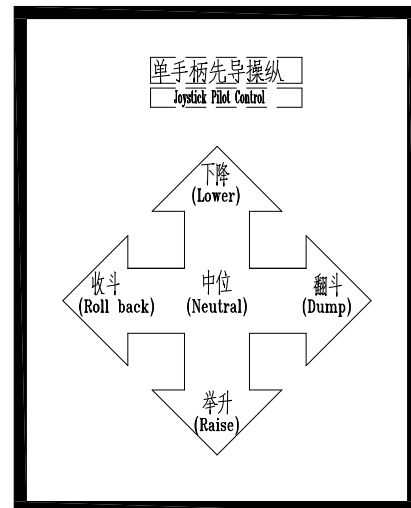 单手柄先导操纵
Joystick Pilot Control
下降
(Lower)
收斗
(Roll back)
中位
(Neutral)
翻斗
(Dump)
举升
(Raise)